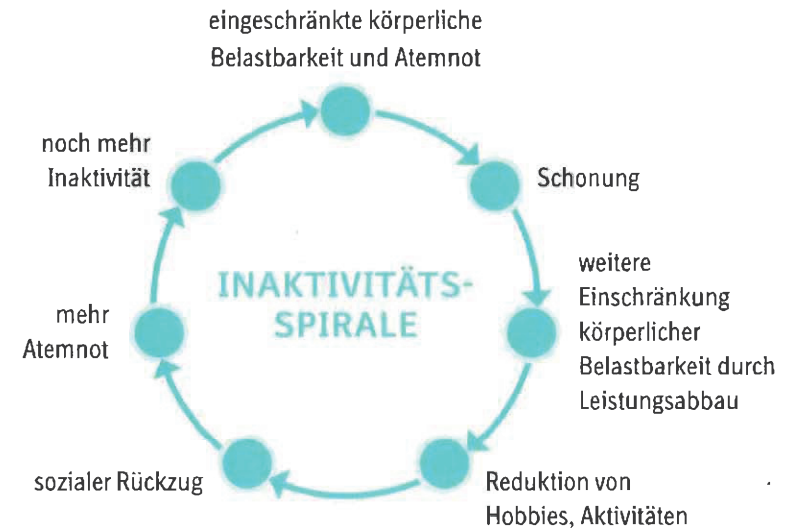 eingeschränkte körperliche
Belastbarkeit und Atemnot
Schonung
weitere
Einschränkung
körperlicher
Belastbarkeit durch
Leistungsabbau
Reduktion von
Hobbies, Aktivitäten
sozialer Rückzug
mehr
Atemnot
noch mehr
Inaktivität
INAKTIVITÄTS-
SPIRALE